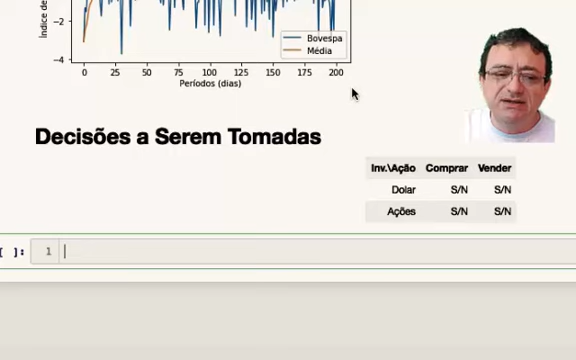 Índice de
−2
−4
0 25 50 75 100 125 150 175 200
Períodos (dias)
Bovespa
Média
Decisões a Serem Tomadas
Inv.\Ação Comprar Vender
Dolar S/N S/N
Ações S/N S/N
[ ]: 1